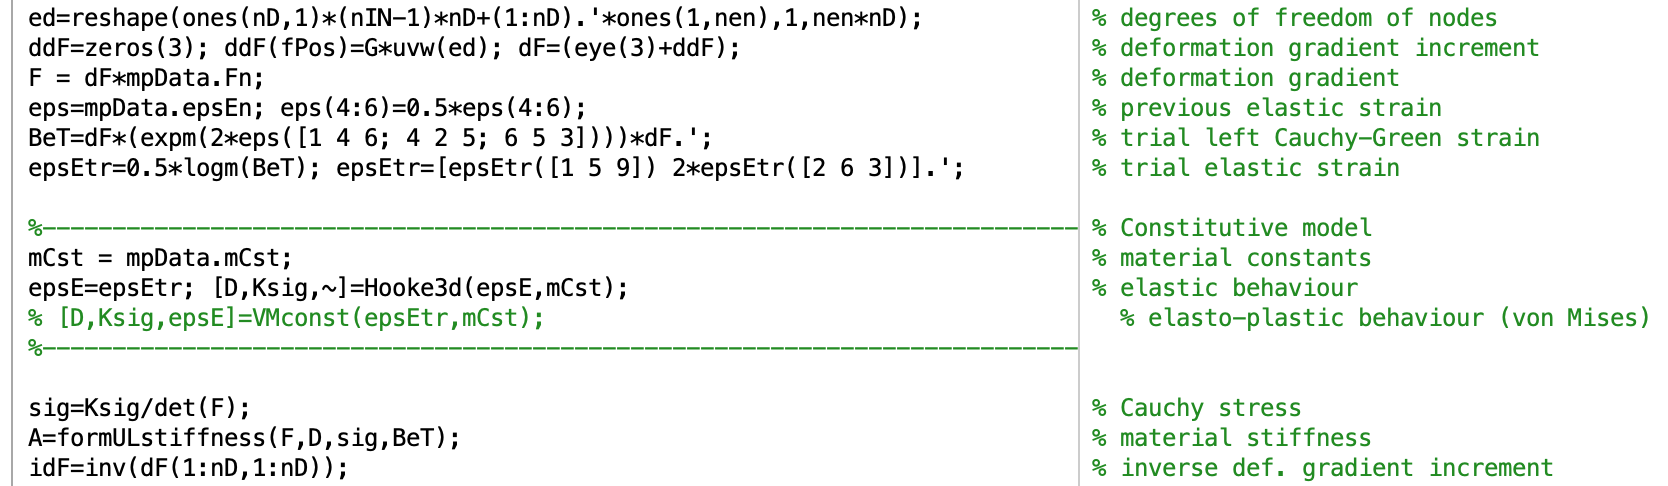 ed=reshape(ones(nD,1)*(nIN-1)*nD+(1:nD).'*ones(1,nen),1,nen*nD); % degrees of freedom of nodes
ddF=zeros(3); ddF(fPos)=G*uvw(ed); dF=(eye(3)+ddF); % deformation gradient increment
F = dF*mpData.Fn; % deformation gradient
eps=mpData.epsEn; eps(4:6)=0.5*eps(4:6); % previous elastic strain
BeT=dF*(expm(2*eps([1 4 6; 4 2 5; 6 5 3])))*dF.'; % trial left Cauchy-Green strain
epsEtr=0.5*logm(BeT); epsEtr=[epsEtr([1 5 9]) 2*epsEtr([2 6 3])].'; % trial elastic strain
%-------------------------------------------------------------------------- % Constitutive model
mCst = mpData.mCst; % material constants
epsE=epsEtr; [D,Ksig,~]=Hooke3d(epsE,mCst); % elastic behaviour
% [D,Ksig,epsE]=VMconst(epsEtr,mCst); % elasto-plastic behaviour (von Mises)
%--------------------------------------------------------------------------
sig=Ksig/det(F); % Cauchy stress
A=formULstiffness(F,D,sig,BeT); % material stiffness
idF=inv(dF(1:nD,1:nD)); % inverse def. gradient increment